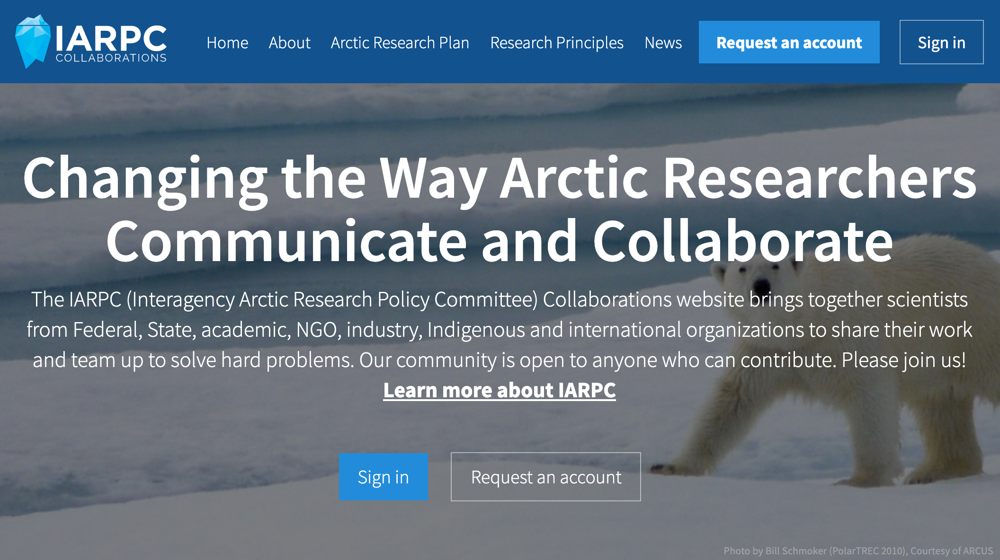 IARPC
COLLABORATIONS
Home
About
Arctic Research Plan
Research Principles
News
Request an account
Sign in
Changing the Way Arctic Researchers
Communicate and Collaborate
The IARPC (Interagency Arctic Research Policy Committee) Collaborations website brings together scientists
from Federal, State, academic, NGO, industry, Indigenous and international organizations to share their work
and team up to solve hard problems. Our community is open to anyone who can contribute. Please join us!
Learn more about IARPC
Sign in
Request an account
Photo by Bill Schmoker (PolarTREC 2010), Courtesy of ARCUS